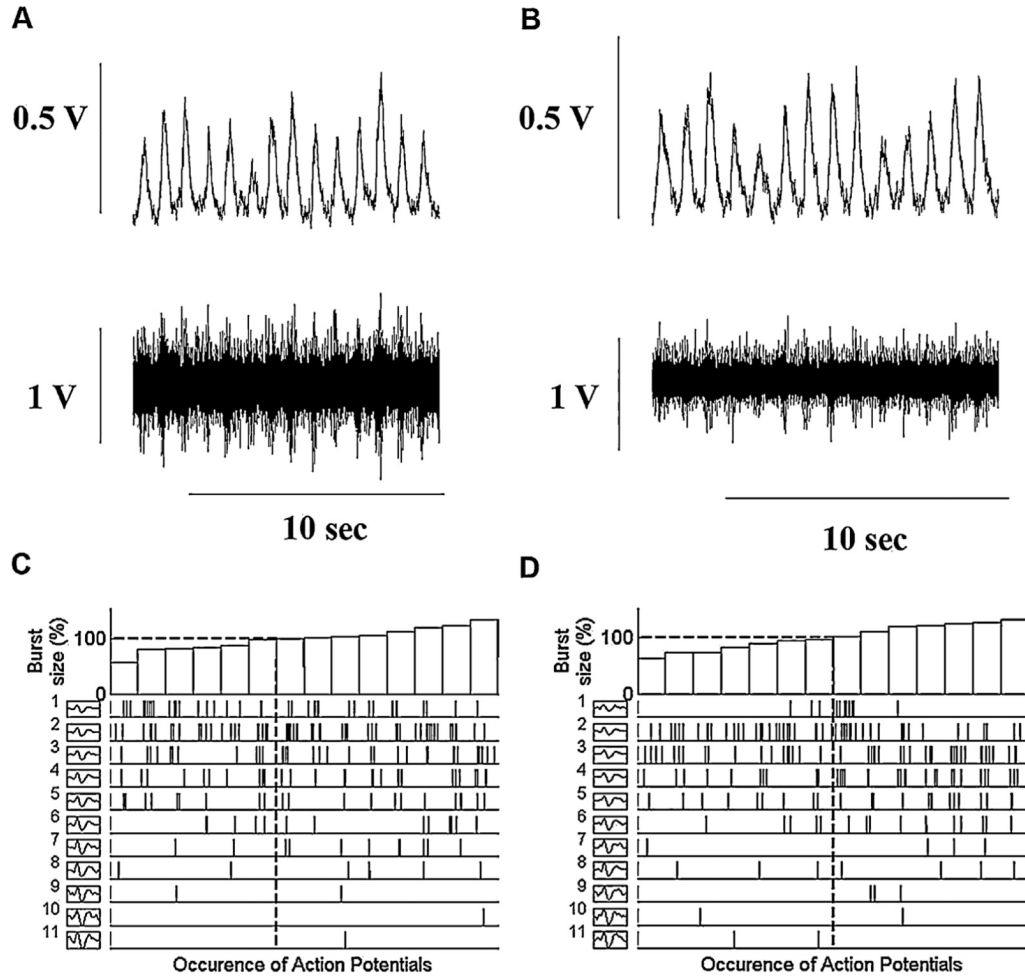 A
B
0.5 V
0.5 V
1 V
1 V
10 sec
10 sec
C
D
Burst
size (%)
100
0
1
2
3
4
5
6
7
8
9
10
11
Occurence of Action Potentials
Burst
size (%)
100
0
1
2
3
4
5
6
7
8
9
10
11
Occurence of Action Potentials